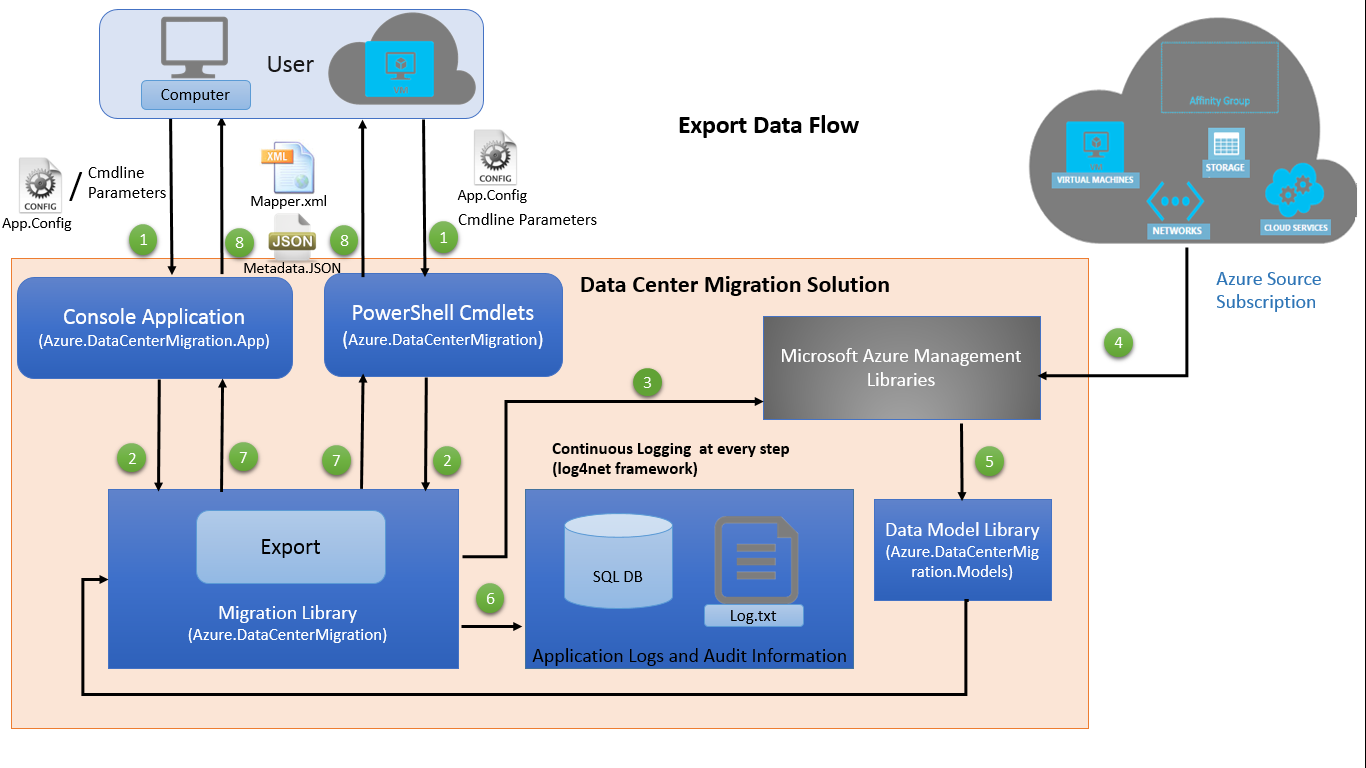 User
Computer
Export Data Flow
Affinity Group
VIRTUAL MACHINES
STORAGE
NETWORKS
CLOUD SERVICES
Azure Source
Subscription
CONFIG
App.Config
/
Cmdline
Parameters
1
8
XML
Mapper.xml
JSON
Metadata.JSON
8
1
CONFIG
App.Config
Cmdline Parameters
Data Center Migration Solution
Console Application
(Azure.DataCenterMigration.App)
PowerShell Cmdlets
(Azure.DataCenterMigration)
Microsoft Azure Management
Libraries
4
3
2
7
7
2
5
Continuous Logging at every step
(log4net framework)
Export
Migration Library
(Azure.DataCenterMigration)
6
SQL DB
Log.txt
Application Logs and Audit Information
Data Model Library
(Azure.DataCenterMig
ration.Models)